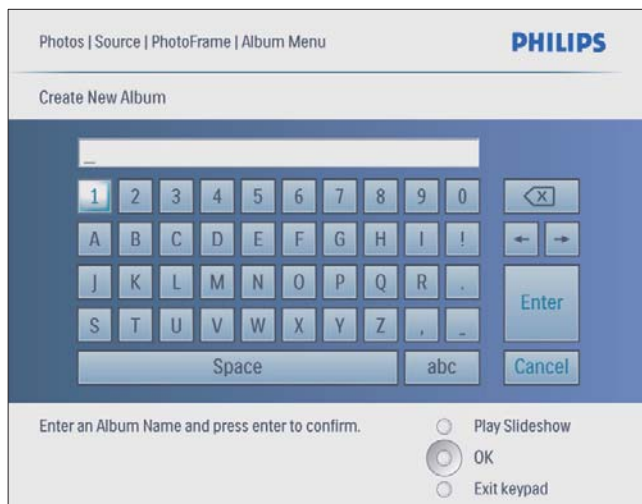 Photos | Source | PhotoFrame | Album Menu
PHILIPS
Create New Album
_
1 2 3 4 5 6 7 8 9 0
A B C D E F G H I !
← →
J K L M N O P Q R .
Enter
S T U V W X Y Z , _
Space abc Cancel
Enter an Album Name and press enter to confirm.
Play Slideshow
OK
Exit keypad